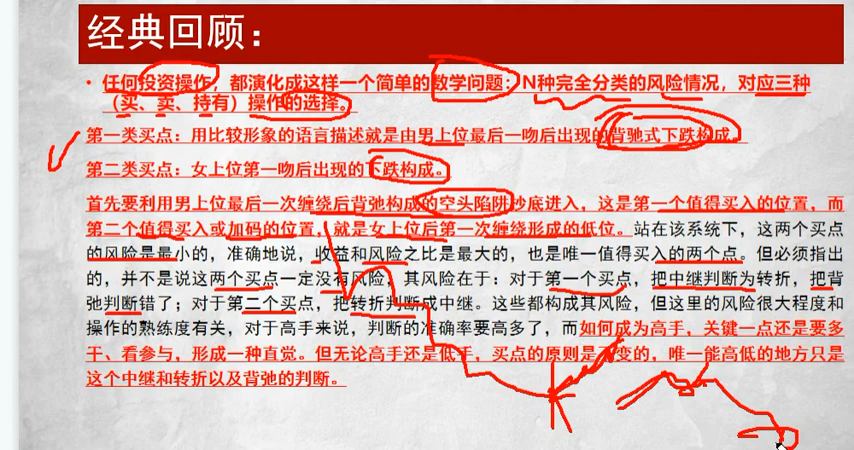 经典回顾：
• 任何投资操作，都演化成这样一个简单的数学问题：N种完全分类的风险情况，对应三种
（买、卖、持有）操作的选择。
第一类买点：用比较形象的语言描述就是由男上位最后一吻后出现的背驰式下跌构成。
第二类买点：女上位第一吻后出现的下跌构成。
首先要利用男上位最后一次缠绕后背弛构成的空头陷阱抄底进入，这是第一个值得买入的位置，而
第二个值得买入或加码的位置，就是女上位后第一次缠绕形成的低位。站在该系统下，这两个买点
的风险是最小的，准确地说，收益和风险之比是最大的，也是唯一值得买入的两个点。但必须指出
的，并不是说这两个买点一定没有风险，其风险在于：对于第一个买点，把中继判断为转折，把背
弛判断错了；对于第二个买点，把转折判断成中继。这些都构成其风险，但这里的风险很大程度和
操作的熟练度有关，对于高手来说，判断的准确率要高多了，而如何成为高手，关键一点还是要多
干、看参与，形成一种直觉。但无论高手还是低手，买点的原则是不变的，唯一能高低的地方只是
这个中继和转折以及背弛的判断。